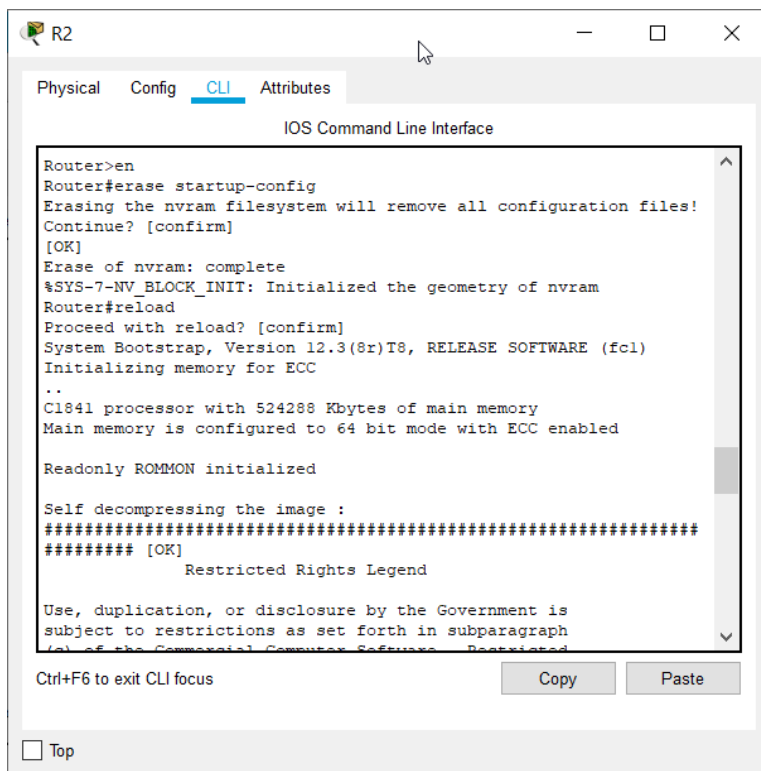 R2
Physical Config CLI Attributes
IOS Command Line Interface
Router>en
Router#erase startup-config
Erasing the nvram filesystem will remove all configuration files!
Continue? [confirm]
[OK]
Erase of nvram: complete
%SYS-7-NV_BLOCK_INIT: Initialized the geometry of nvram
Router#reload
Proceed with reload? [confirm]
System Bootstrap, Version 12.3(8r)T8, RELEASE SOFTWARE (fc1)
Initializing memory for ECC
..
C1841 processor with 524288 Kbytes of main memory
Main memory is configured to 64 bit mode with ECC enabled
Readonly ROMMON initialized
Self decompressing the image :
################################################################
######### [OK]
Restricted Rights Legend
Use, duplication, or disclosure by the Government is
subject to restrictions as set forth in subparagraph
(c) of the Commercial Computer Software - Restricted
Ctrl+F6 to exit CLI focus
Copy Paste
Top